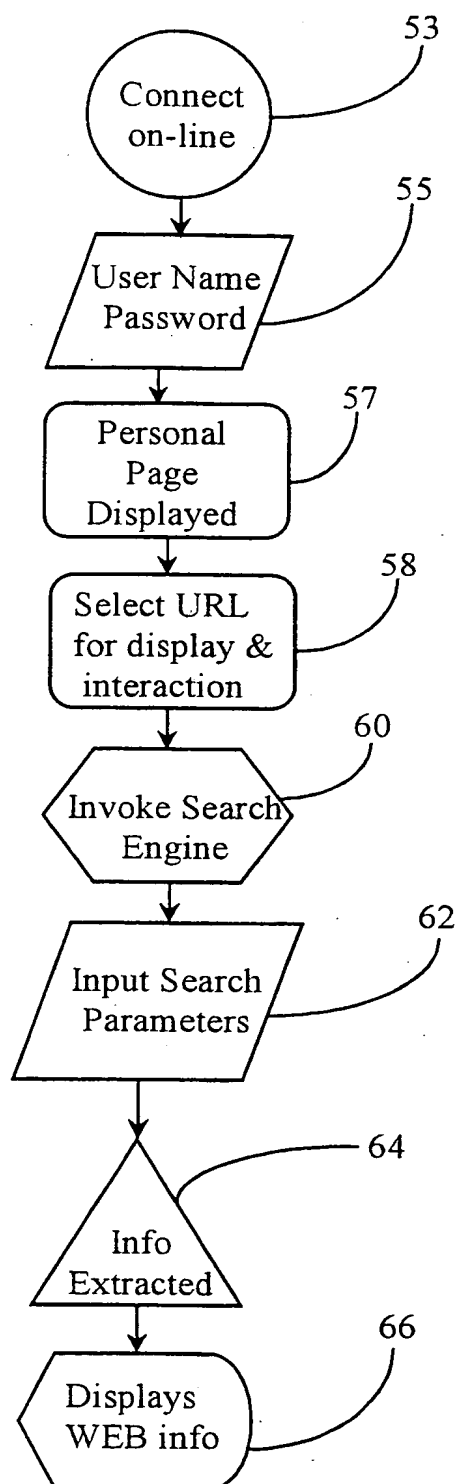 53
Connect
on-line
55
User Name
Password
57
Personal
Page
Displayed
58
Select URL
for display &
interaction
60
Invoke Search
Engine
62
Input Search
Parameters
64
Info
Extracted
66
Displays
WEB info